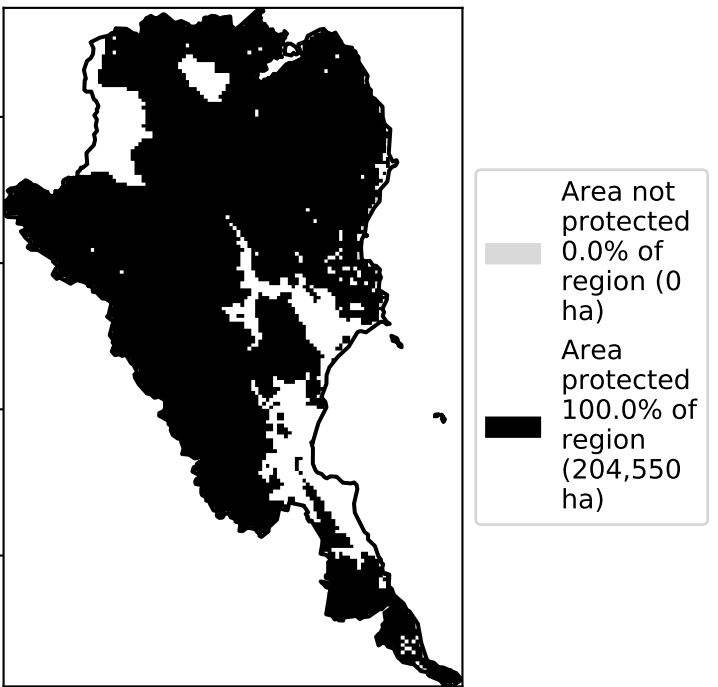 Area not
protected
0.0% of
region (0
ha)
Area
protected
100.0% of
region
(204,550
ha)